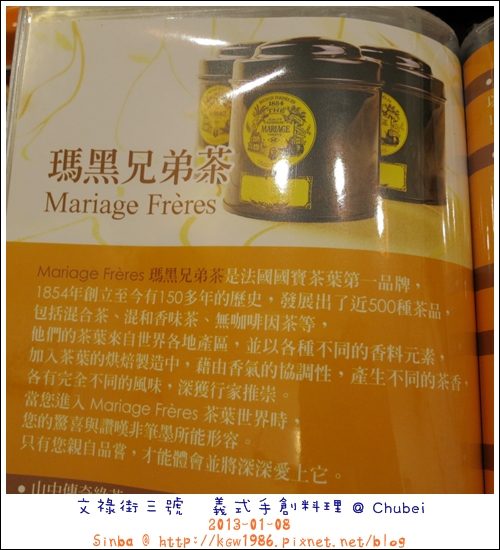 1854
MARIAGE
瑪黑兄弟茶
Mariage Frères
Mariage Frères 瑪黑兄弟茶是法國國寶茶葉第一品牌，
1854年創立至今有150多年的歷史，發展出了近500種茶品，
包括混合茶、混和香味茶、無咖啡因茶等，
他們的茶葉來自世界各地產區，並以各種不同的香料元素，
加入茶葉的烘焙製造中，藉由香氣的協調性，產生不同的茶香，
各有完全不同的風味，深獲行家推崇。
當您進入 Mariage Frères 茶葉世界時，
您的驚喜與讚嘆非筆墨所能形容。
只有您親自品嘗，才能體會並將深深愛上它。
文祿街三號 義式手創料理 @ Chubei
2013-01-08
Sinba @ http://kgw1986.pixnet.net/blog